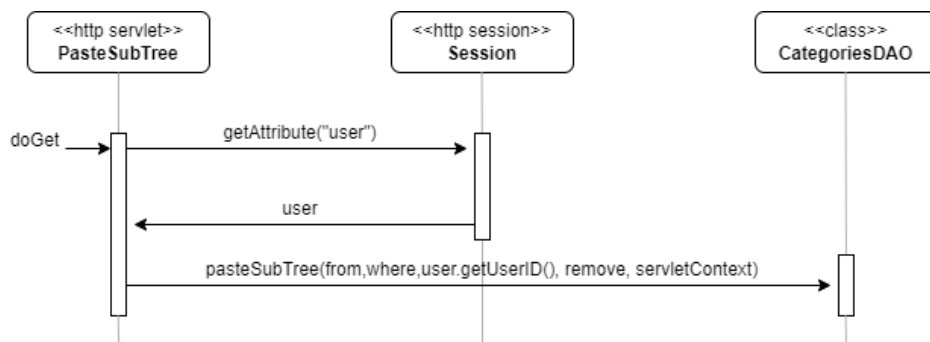 <<http servlet>>
PasteSubTree
<<http session>>
Session
<<class>>
CategoriesDAO
doGet
getAttribute("user")
user
pasteSubTree(from,where,user.getUserID(), remove, servletContext)